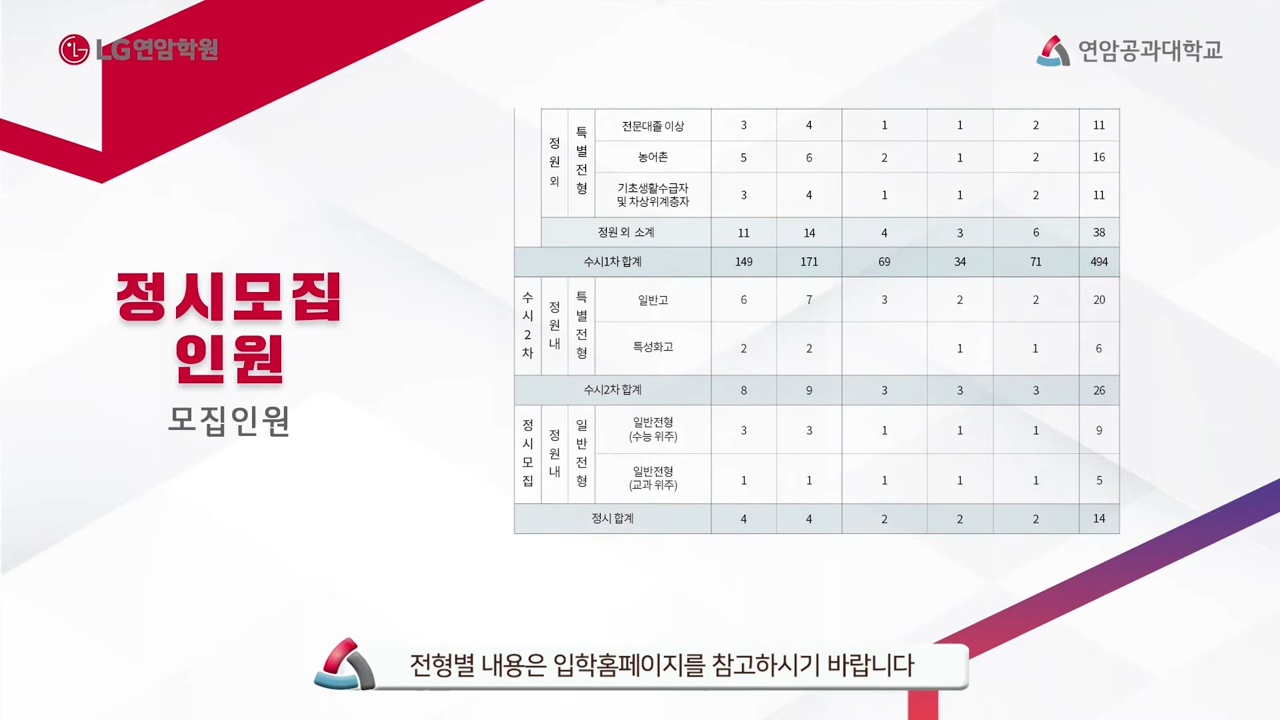 LG연암학원
연암공과대학교
정시모집
인원
모집인원
정원외 특별전형 전문대졸 이상 3 4 1 1 2 11
농어촌 5 6 2 1 2 16
기초생활수급자
및 차상위계층자 3 4 1 1 2 11
정원 외 소계 11 14 4 3 6 38
수시1차 합계 149 171 69 34 71 494
수시2차 정원내 특별전형 일반고 6 7 3 2 2 20
특성화고 2 2 1 1 6
수시2차 합계 8 9 3 3 3 26
정시모집 정원내 일반전형 일반전형
(수능 위주) 3 3 1 1 1 9
일반전형
(교과 위주) 1 1 1 1 1 5
정시 합계 4 4 2 2 2 14
전형별 내용은 입학홈페이지를 참고하시기 바랍니다